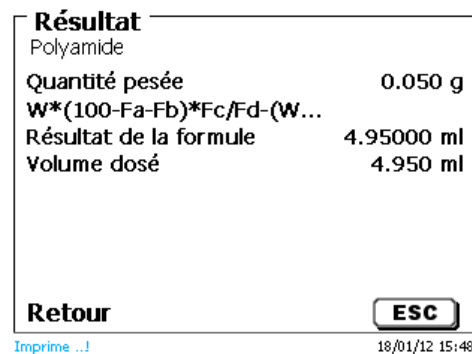 Résultat
Polyamide
Quantité pesée 0.050 g
W*(100-Fa-Fb)*Fc/Fd-(W...
Résultat de la formule 4.95000 ml
Volume dosé 4.950 ml
Retour ESC
Imprime ..! 18/01/12 15:48